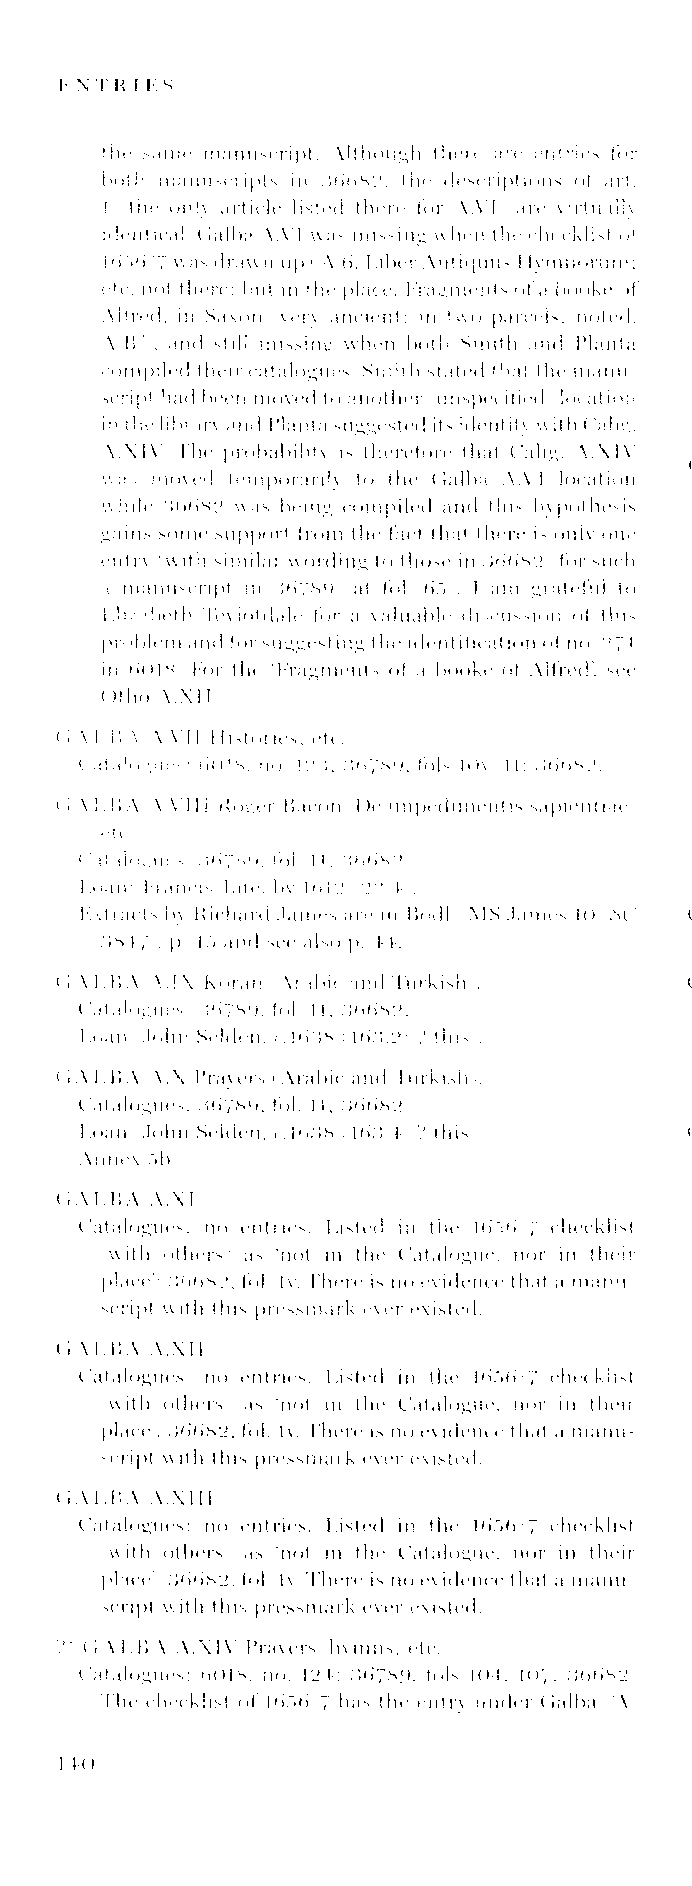 ENTRIES
the same manuscript. Although there are entries for
both manuscripts in 36682, the descriptions of art.
1 (the only article listed there for A.VI) are virtually
identical. Galba A.VI was missing when the checklist of
1656/7 was drawn up ('A 6. Liber Antiquus Hymnorum,
etc. not there; but in the place, Fragments of a booke of
Alfred, in Saxon, very ancient; in two parcels, noted,
A.B.'), and still missing when both Smith and Planta
compiled their catalogues. Smith stated that the manu-
script had been moved to another, unspecified, location
in the library and Planta suggested its identity with Calig.
A.XIV. The probability is therefore that Calig. A.XIV
was moved temporarily to the Galba A.VI location
while 36682 was being compiled and this hypothesis
gains some support from the fact that there is only one
entry (with similar wording to those in 36682) for such
a manuscript in 36789 (at fol. 65). I am grateful to
Elizabeth Teviotdale for a valuable discussion of this
problem and for suggesting the identification of no. 274
in 6018. For the 'Fragments of a booke of Alfred', see
Otho A.XII.
GALBA A.VII Histories, etc.
Catalogues: 6018, no. 123; 36789, fols 10v, 11; 36682.
GALBA A.VIII Roger Bacon, De impedimentis sapientiae,
etc.
Catalogues: 36789, fol. 11; 36682.
Loan: Francis Tate, by 1612
Extracts by Richard James are in Bodl., MS James 10 (SC
3847), p. 15 and see also p. 44.
GALBA A.IX Koran (Arabic and Turkish).
Catalogues: 36789, fol. 11; 36682.
Loan: John Selden, c.1638 (163.2: ? this).
GALBA A.X Prayers (Arabic and Turkish).
Catalogues: 36789, fol. 11; 36682.
Loan: John Selden, c.1638 (163.4: ? this).
Annex 5b.
GALBA A.XI
Catalogues: no entries. Listed in the 1656/7 checklist
(with others) as 'not in the Catalogue, nor in their
place': 36682, fol. 1v. There is no evidence that a manu-
script with this pressmark ever existed.
GALBA A.XII
Catalogues: no entries. Listed in the 1656/7 checklist
(with others) as 'not in the Catalogue, nor in their
place': 36682, fol. 1v. There is no evidence that a manu-
script with this pressmark ever existed.
GALBA A.XIII
Catalogues: no entries. Listed in the 1656/7 checklist
(with others) as 'not in the Catalogue, nor in their
place': 36682, fol. 1v. There is no evidence that a manu-
script with this pressmark ever existed.
?* GALBA A.XIV Prayers, hymns, etc.
Catalogues: 6018, no. 124; 36789, fols 104, 107; 36682.
The checklist of 1656/7 has the entry under Galba: 'A
140